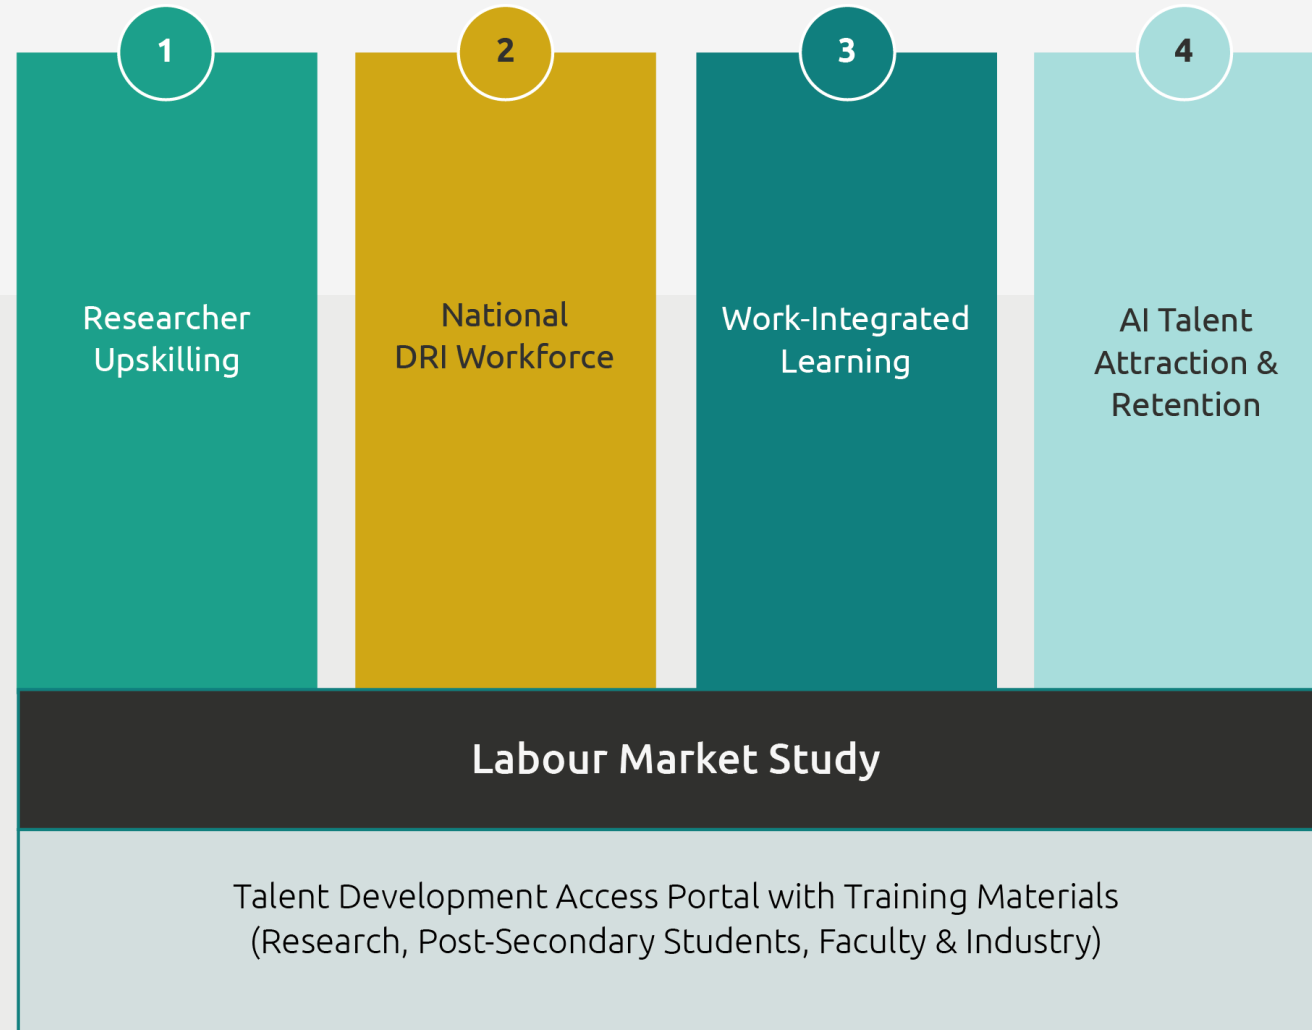 1
2
3
4
Researcher
Upskilling
National
DRI Workforce
Work-Integrated
Learning
AI Talent
Attraction &
Retention
Labour Market Study
Talent Development Access Portal with Training Materials
(Research, Post-Secondary Students, Faculty & Industry)